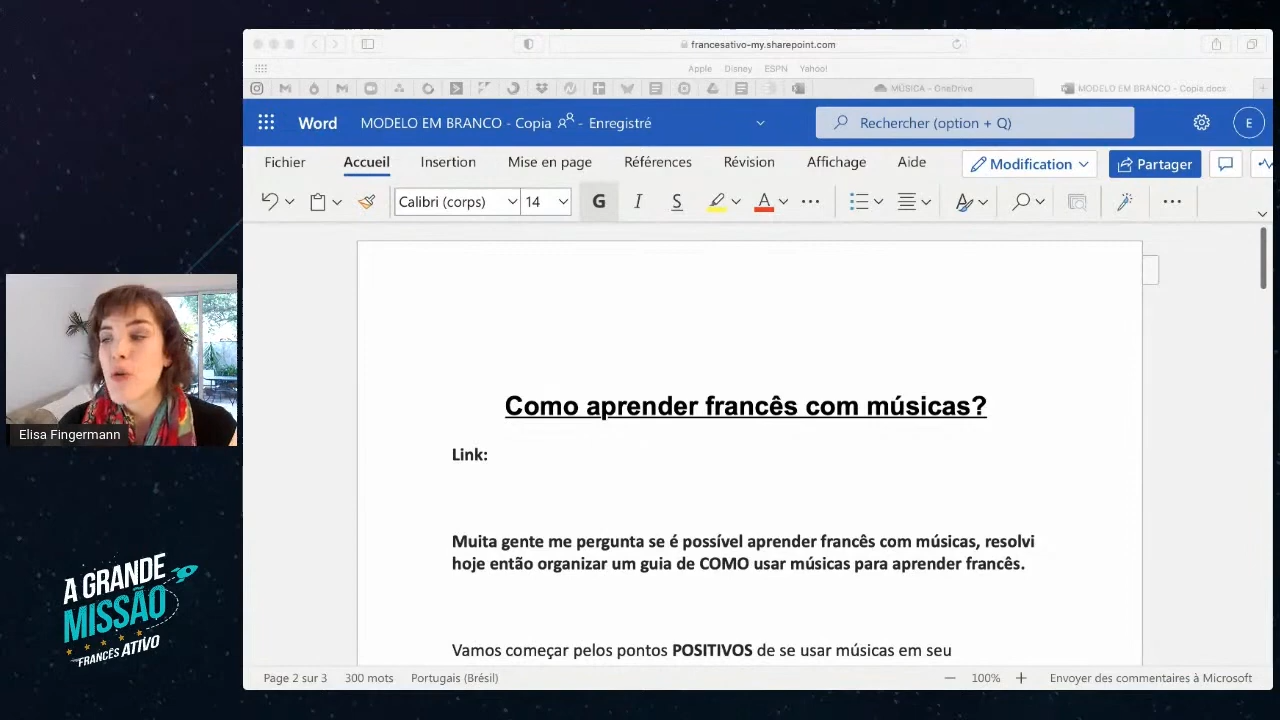 francesativo-my.sharepoint.com
Apple Disney ESPN Yahoo!
MÚSICA - OneDrive
MODELO EM BRANCO - Copia.docx
Word
MODELO EM BRANCO - Copia - Enregistré
Rechercher (option + Q)
E
Fichier Accueil Insertion Mise en page Références Révision Affichage Aide
Modification
Partager
Calibri (corps) 14 G I S A
Como aprender francês com músicas?
Link:
Muita gente me pergunta se é possível aprender francês com músicas, resolvi
hoje então organizar um guia de COMO usar músicas para aprender francês.
Vamos começar pelos pontos POSITIVOS de se usar músicas em seu
Page 2 sur 3 300 mots Portugais (Brésil) 100% Envoyer des commentaires à Microsoft
Elisa Fingermann
A GRANDE
MISSÃO
FRANCÊS ATIVO